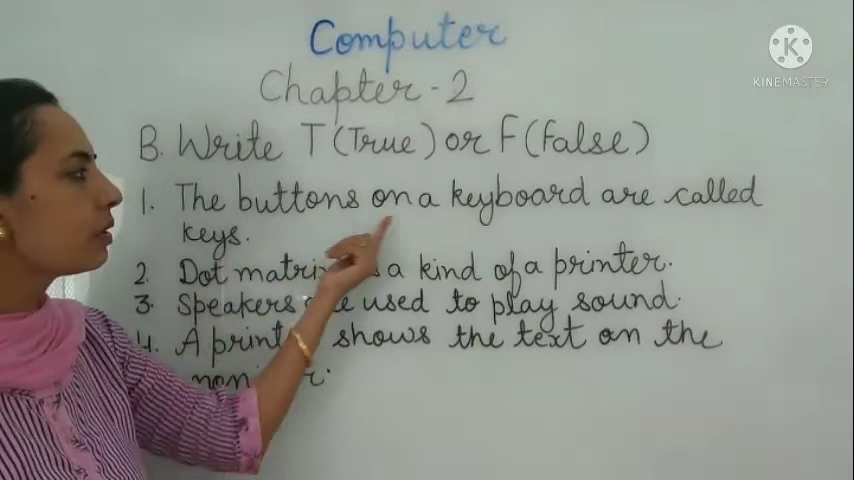 Computer
KINEMASTER
Chapter - 2
B. Write T (True) or F (False)
1. The buttons on a keyboard are called
keys.
2. Dot a kind of a printer.
3. Speakers used to play sound.
4. A shows the text on the